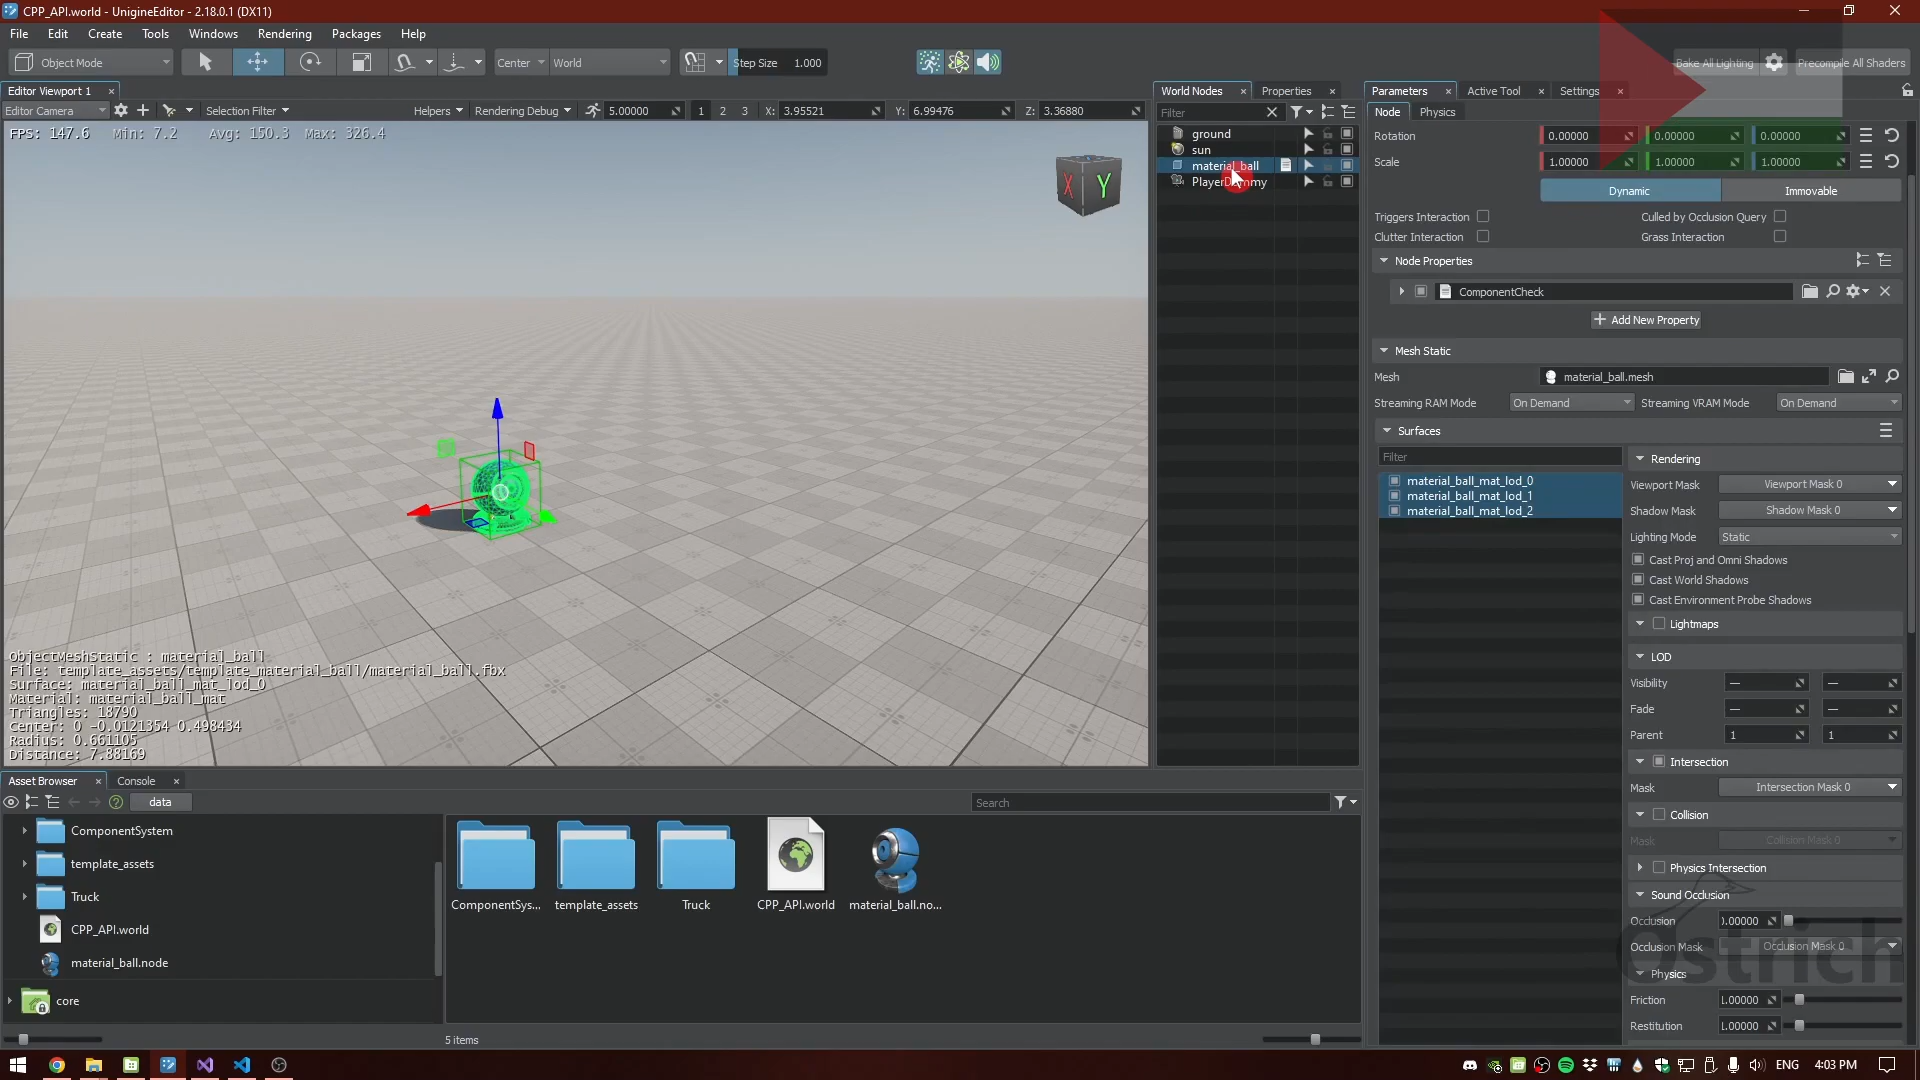 CPP_API.world - UnigineEditor - 2.18.0.1 (DX11)
File Edit Create Tools Windows Rendering Packages Help
Object Mode Center World Step Size 1.000 Bake All Lighting Precompile All Shaders
Editor Viewport 1 World Nodes Properties Parameters Active Tool Settings
Editor Camera Selection Filter Helpers Rendering Debug 5.00000 1 2 3 X: 3.95521 Y: 6.99476 Z: 3.36880
FPS: 147.6 Min: 7.2 Avg: 150.3 Max: 326.4
X Y
ObjectMeshStatic : material_ball
File: template_assets/template_material_ball/material_ball.fbx
Surface: material_ball_mat_lod_0
Material: material_ball_mat
Triangles: 18790
Center: 0 -0.0121354 0.498434
Radius: 0.661105
Distance: 7.88169
Filter
ground
sun
material_ball
PlayerDummy
Node Physics
Rotation 0.00000 0.00000 0.00000
Scale 1.00000 1.00000 1.00000
Dynamic Immovable
Triggers Interaction Culled by Occlusion Query
Clutter Interaction Grass Interaction
Node Properties
ComponentCheck
Add New Property
Mesh Static
Mesh material_ball.mesh
Streaming RAM Mode On Demand Streaming VRAM Mode On Demand
Surfaces
Filter
material_ball_mat_lod_0
material_ball_mat_lod_1
material_ball_mat_lod_2
Rendering
Viewport Mask Viewport Mask 0
Shadow Mask Shadow Mask 0
Lighting Mode Static
Cast Proj and Omni Shadows
Cast World Shadows
Cast Environment Probe Shadows
Lightmaps
LOD
Visibility — —
Fade — —
Parent 1 1
Intersection
Mask Intersection Mask 0
Collision
Mask Collision Mask 0
Physics Intersection
Sound Occlusion
Occlusion ).00000
Occlusion Mask Occlusion Mask 0
Physics
Friction l.00000
Restitution l.00000
Ostrich
Asset Browser Console
data Search
ComponentSystem
template_assets
Truck
CPP_API.world
material_ball.node
core
ComponentSys... template_assets Truck CPP_API.world material_ball.no...
5 items
ENG 4:03 PM